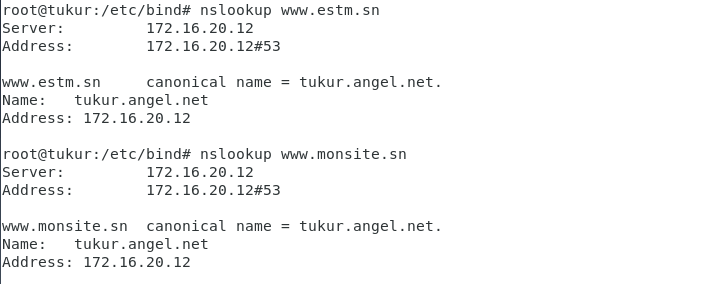 root@tukur:/etc/bind# nslookup www.estm.sn
Server:         172.16.20.12
Address:        172.16.20.12#53

www.estm.sn     canonical name = tukur.angel.net.
Name:   tukur.angel.net
Address: 172.16.20.12

root@tukur:/etc/bind# nslookup www.monsite.sn
Server:         172.16.20.12
Address:        172.16.20.12#53

www.monsite.sn  canonical name = tukur.angel.net.
Name:   tukur.angel.net
Address: 172.16.20.12